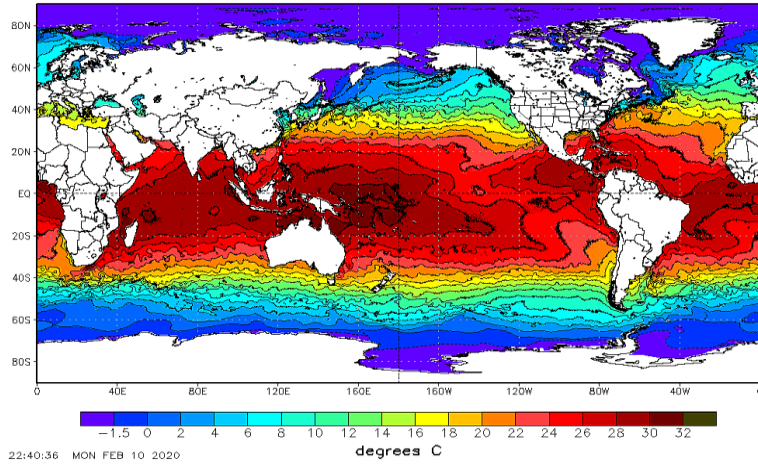 80N
60N
40N
20N
EQ
20S
40S
60S
80S
0 40E 80E 120E 160E 160W 120W 80W 40W 0
-1.5 0 2 4 6 8 10 12 14 16 18 20 22 24 26 28 30 32
degrees C
22:40:36 MON FEB 10 2020